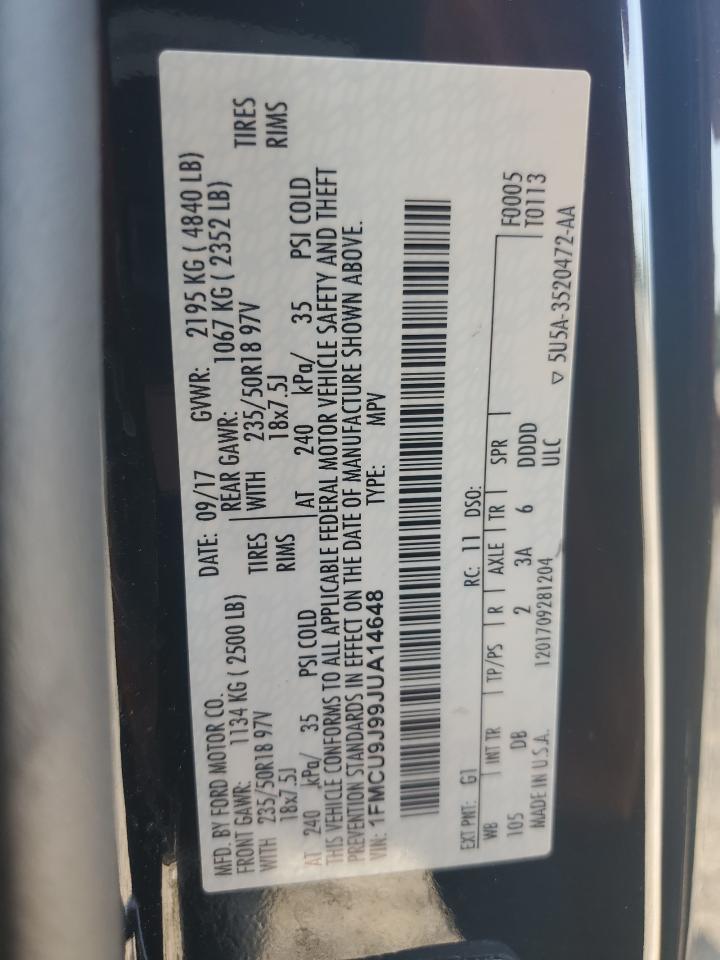 MFD. BY FORD MOTOR CO.
DATE: 09/17 GVWR: 2195 KG ( 4840 LB)
FRONT GAWR: 1134 KG ( 2500 LB) REAR GAWR: 1067 KG ( 2352 LB)
WITH 235/50R18 97V TIRES WITH 235/50R18 97V TIRES
18x7.5J RIMS 18x7.5J RIMS
AT 240 kPa/ 35 PSI COLD AT 240 kPa/ 35 PSI COLD
THIS VEHICLE CONFORMS TO ALL APPLICABLE FEDERAL MOTOR VEHICLE SAFETY AND THEFT
PREVENTION STANDARDS IN EFFECT ON THE DATE OF MANUFACTURE SHOWN ABOVE.
VIN: 1FMCU9J99JUA14648 TYPE: MPV
EXT PNT: G1 RC: 11 DSO: F0005
T0113
WB INT TR TP/PS R AXLE TR SPR
105 DB 2 3A 6 DDDD
ULC
MADE IN U.S.A. 1201709281204 ▽ 5U5A-3520472-AA